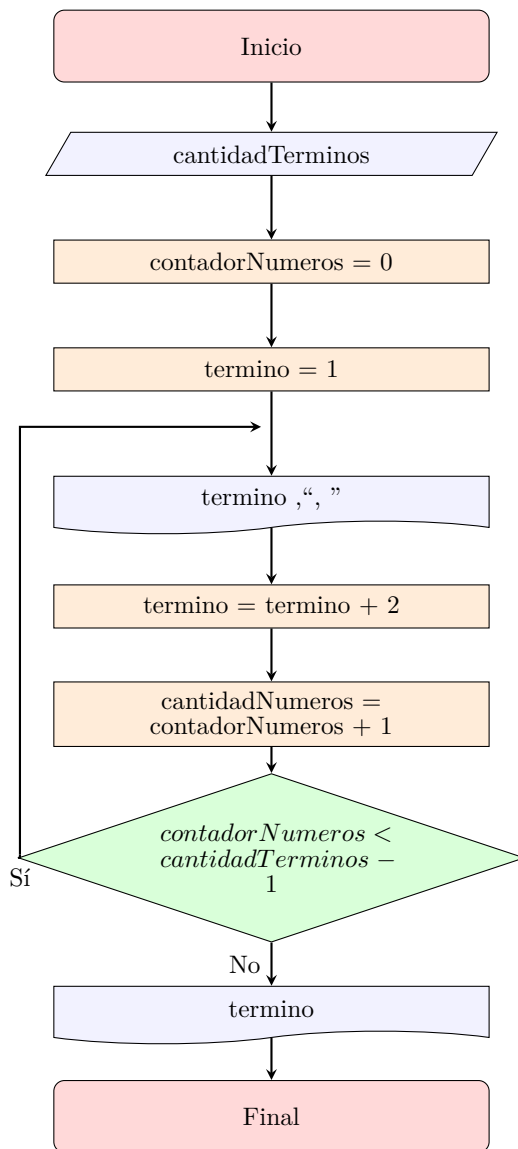 Inicio
cantidadTerminos
contadorNumeros = 0
termino = 1
termino ,“, ”
termino = termino + 2
cantidadNumeros =
contadorNumeros + 1
contadorNumeros <
cantidadTerminos −
1
Sí
No
termino
Final